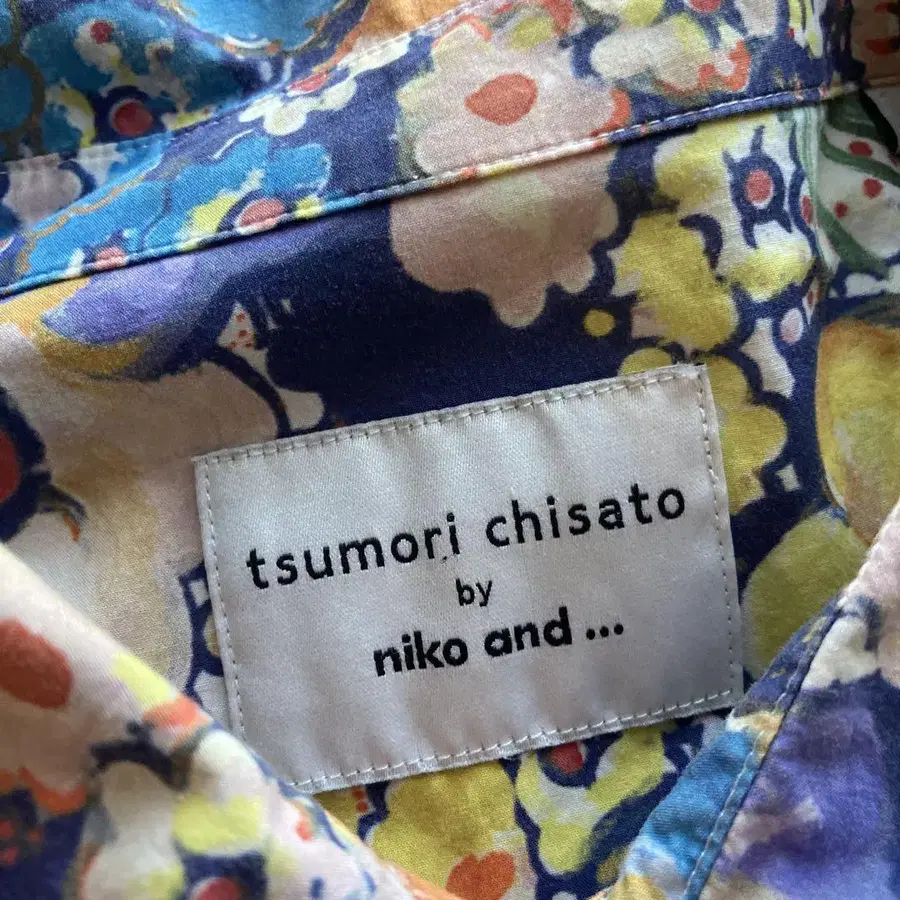 tsumori chisato
by
niko and ...